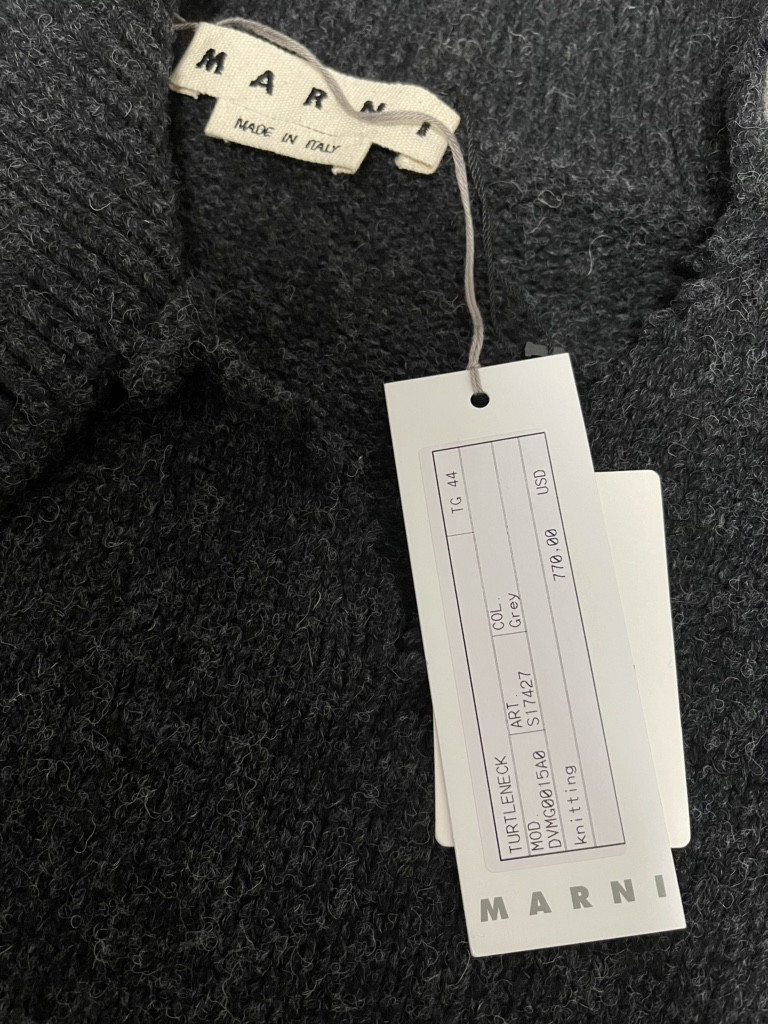 MARNI
MADE IN ITALY
TG 44
TURTLENECK
MOD. ART. COL.
DVMG0015A0 S17427 Grey
knitting 770,00 USD
MARNI